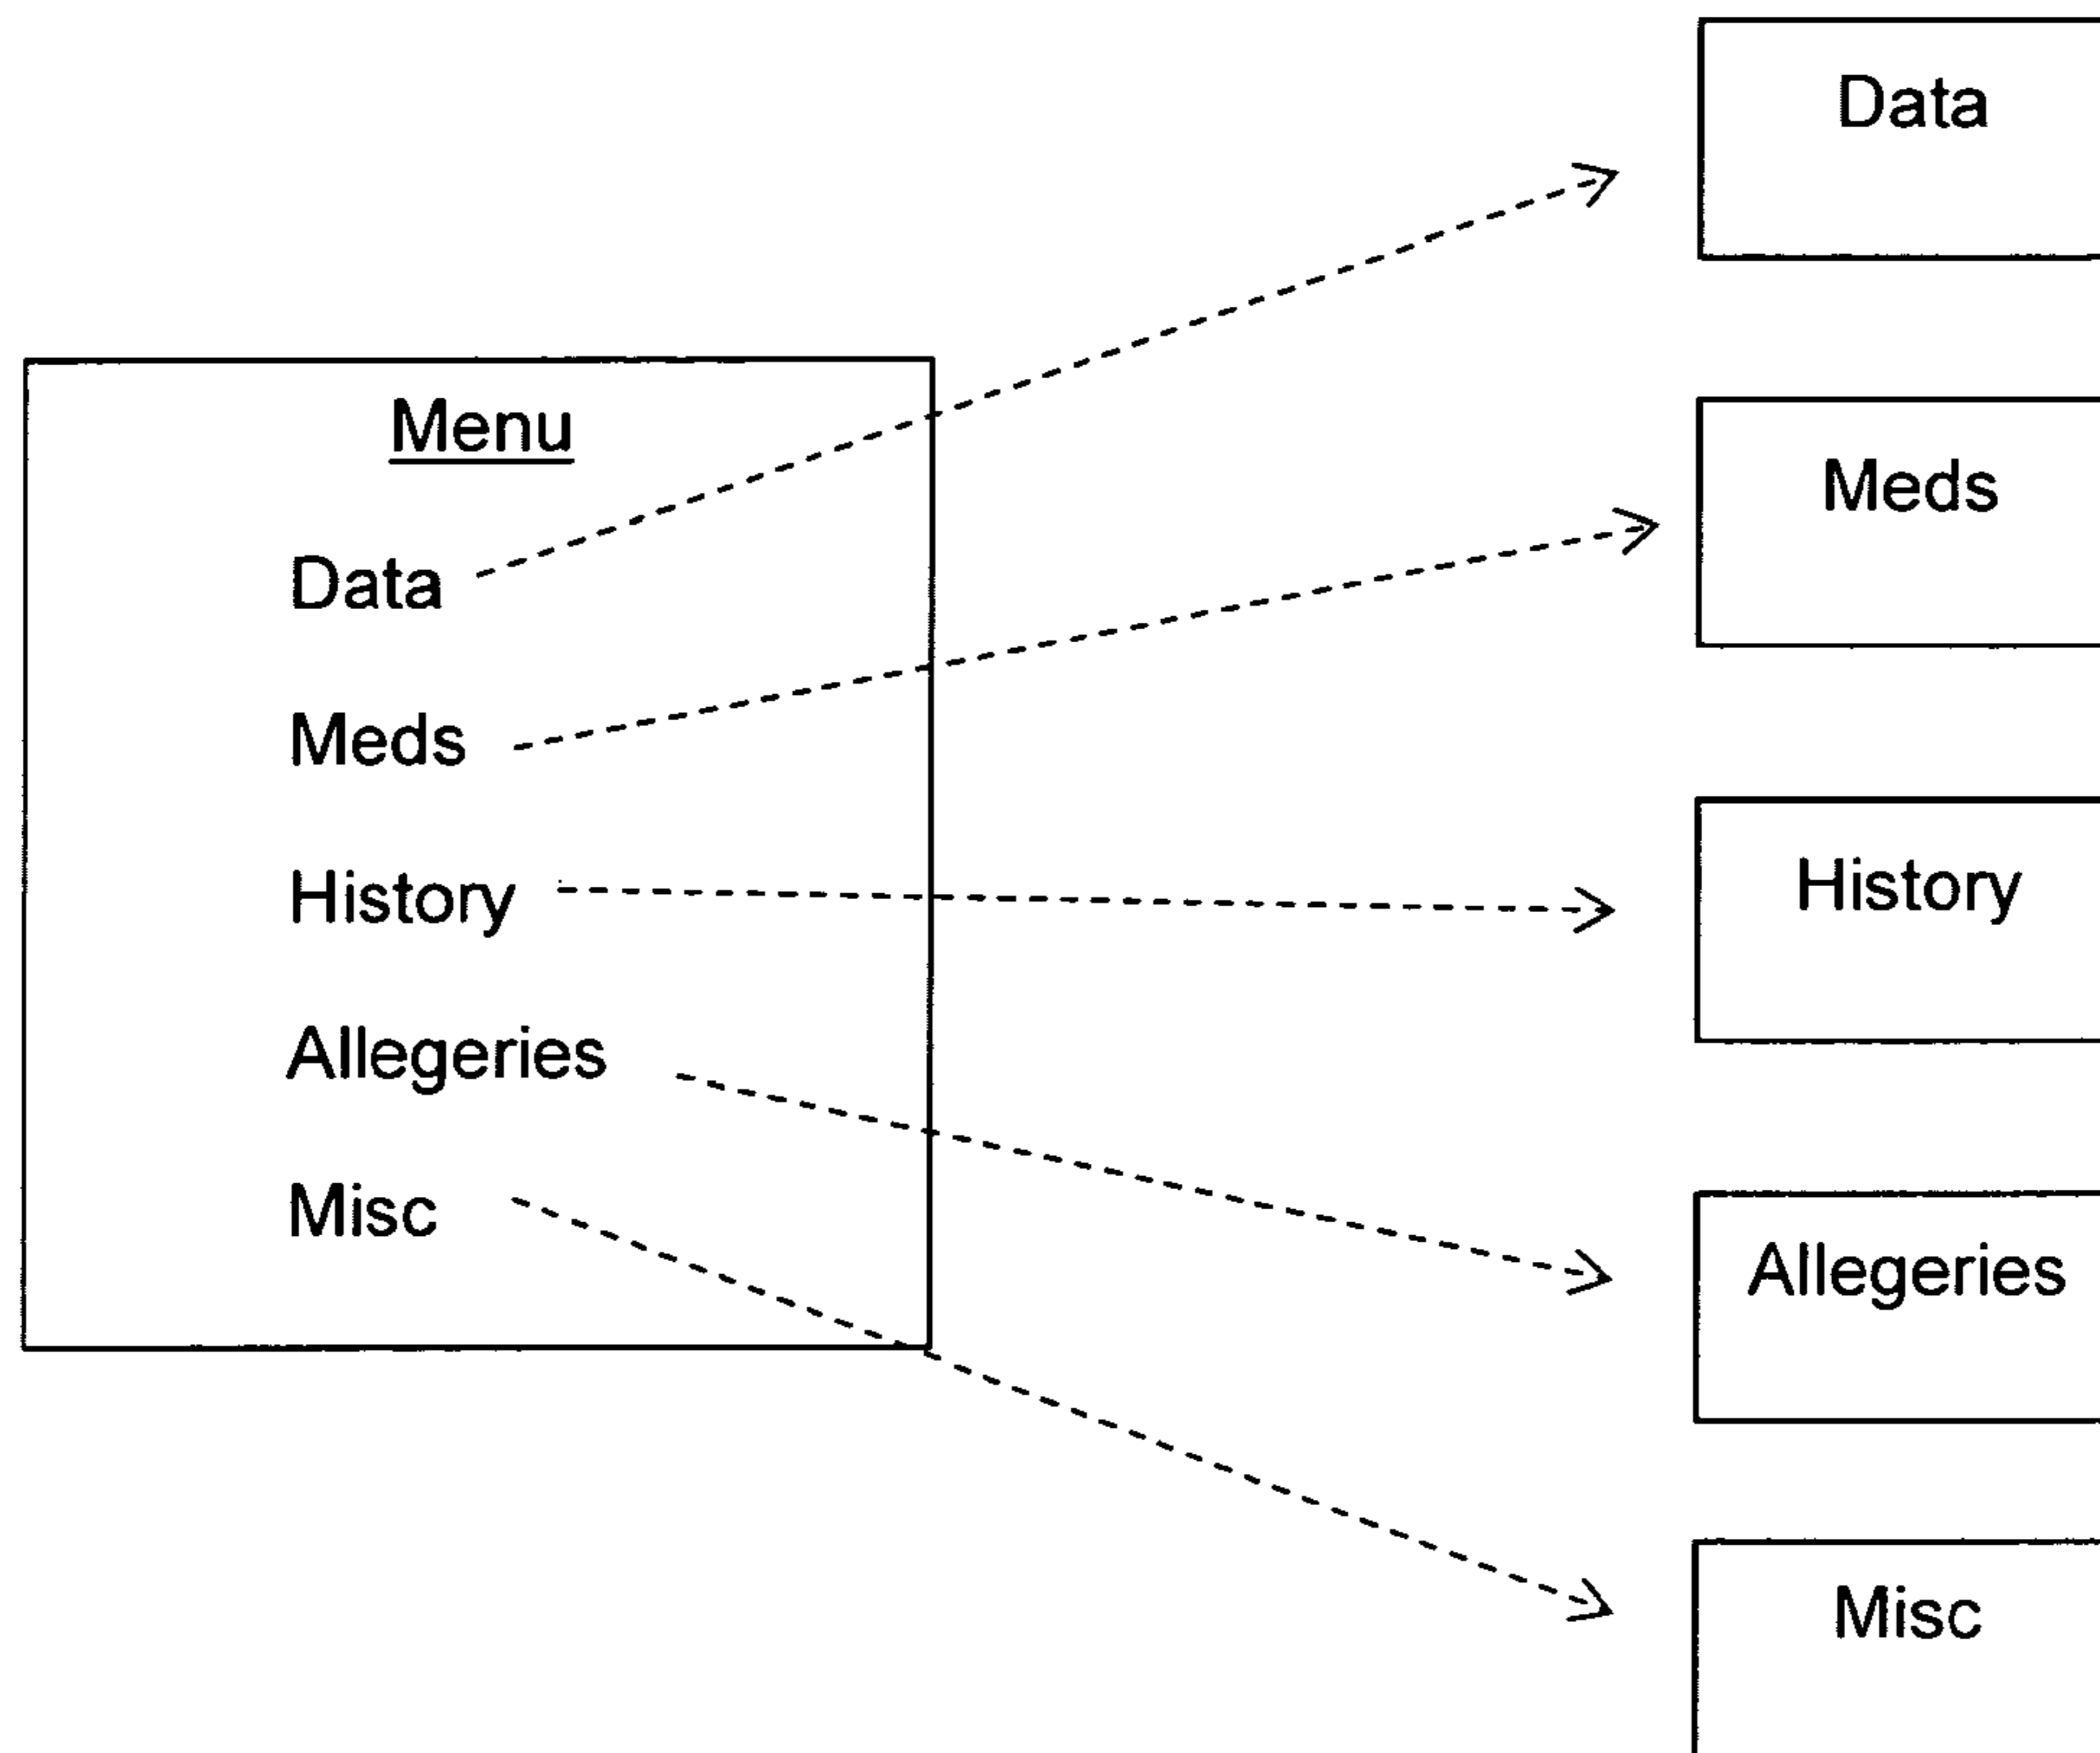 Menu
Data
Meds
History
Allegeries
Misc
Data
Meds
History
Allegeries
Misc